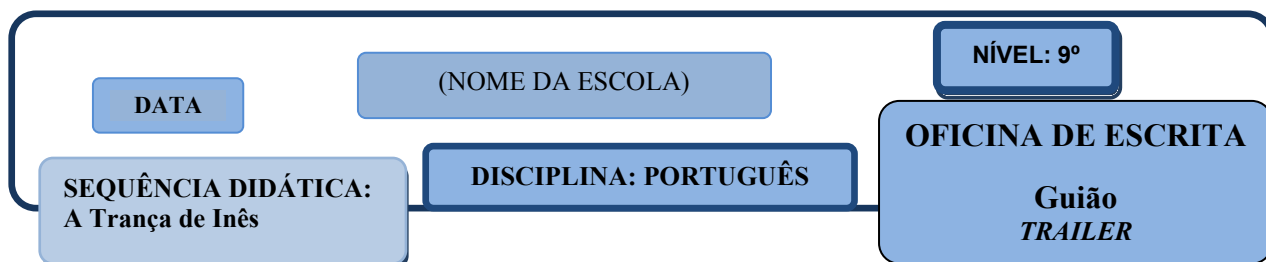 NÍVEL: 9º
(NOME DA ESCOLA)
DATA
OFICINA DE ESCRITA
Guião
TRAILER
DISCIPLINA: PORTUGUÊS
SEQUÊNCIA DIDÁTICA:
A Trança de Inês